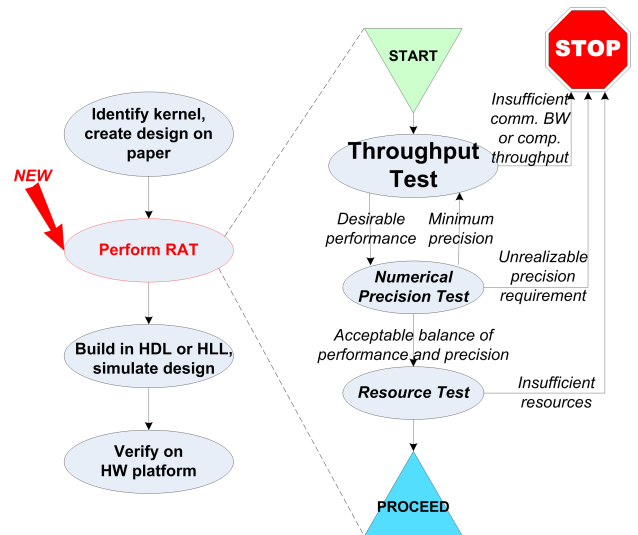 Identify kernel,
create design on
paper
NEW
Perform RAT
Build in HDL or HLL,
simulate design
Verify on
HW platform
START
STOP
Insufficient
comm. BW
or comp.
throughput
Throughput
Test
Desirable
performance
Minimum
precision
Unrealizable
precision
requirement
Numerical
Precision Test
Acceptable balance of
performance and precision
Resource Test
Insufficient
resources
PROCEED